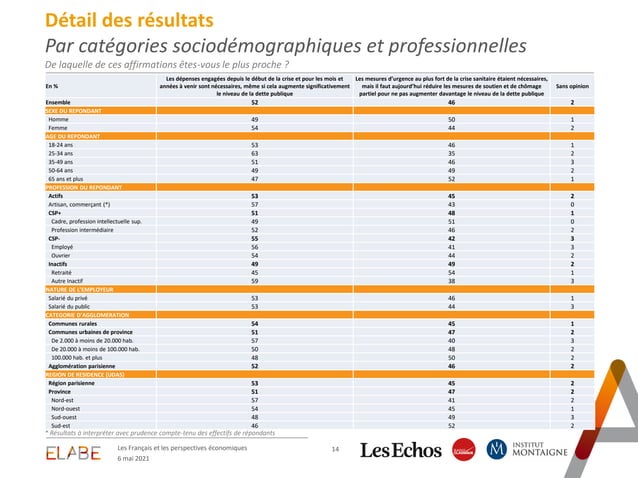 Détail des résultats
Par catégories sociodémographiques et professionnelles
De laquelle de ces affirmations êtes-vous le plus proche ?
En %
Les dépenses engagées depuis le début de la crise et pour les mois et
années à venir sont nécessaires, même si cela augmente significativement
le niveau de la dette publique
Les mesures d'urgence au plus fort de la crise sanitaire étaient nécessaires,
mais il faut aujourd'hui réduire les mesures de soutien et de chômage
partiel pour ne pas augmenter davantage le niveau de la dette publique
Sans opinion
Ensemble 52 46 2
SEXE DU REPONDANT
Homme 49 50 1
Femme 54 44 2
AGE DU REPONDANT
18-24 ans 53 46 1
25-34 ans 63 35 2
35-49 ans 51 46 3
50-64 ans 49 49 2
65 ans et plus 47 52 1
PROFESSION DU REPONDANT
Actifs 53 45 2
Artisan, commerçant (*) 57 43 0
CSP+ 51 48 1
Cadre, profession intellectuelle sup. 49 51 0
Profession intermédiaire 52 46 2
CSP- 55 42 3
Employé 56 41 3
Ouvrier 54 44 2
Inactifs 49 49 2
Retraité 45 54 1
Autre Inactif 59 38 3
NATURE DE L'EMPLOYEUR
Salarié du privé 53 46 1
Salarié du public 53 44 3
CATEGORIE D'AGGLOMERATION
Communes rurales 54 45 1
Communes urbaines de province 51 47 2
De 2.000 à moins de 20.000 hab. 57 40 3
De 20.000 à moins de 100.000 hab. 50 48 2
100.000 hab. et plus 48 50 2
Agglomération parisienne 52 46 2
REGION DE RESIDENCE (UDA5)
Région parisienne 53 45 2
Province 51 47 2
Nord-est 57 41 2
Nord-ouest 54 45 1
Sud-ouest 48 49 3
Sud-est 46 52 2
* Résultats à interpréter avec prudence compte-tenu des effectifs de répondants
ELABE
Les Français et les perspectives économiques
6 mai 2021
14
Les Echos
RADIO CLASSIQUE
INSTITUT
MONTAIGNE